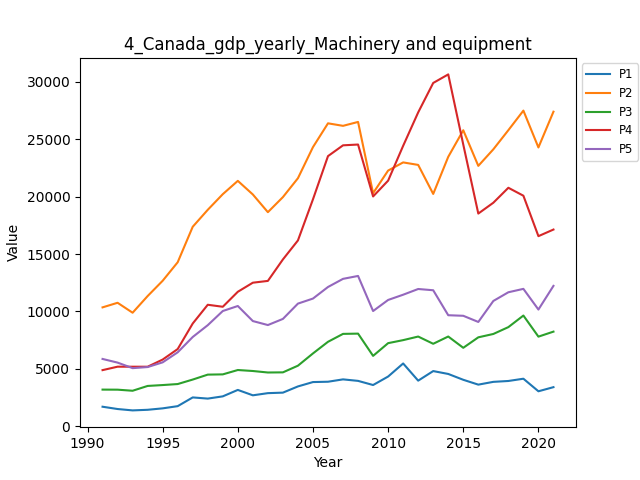 4_Canada_gdp_yearly_Machinery and equipment
P1
P2
P3
P4
P5
30000
25000
20000
15000
10000
5000
0
Value
1990 1995 2000 2005 2010 2015 2020
Year